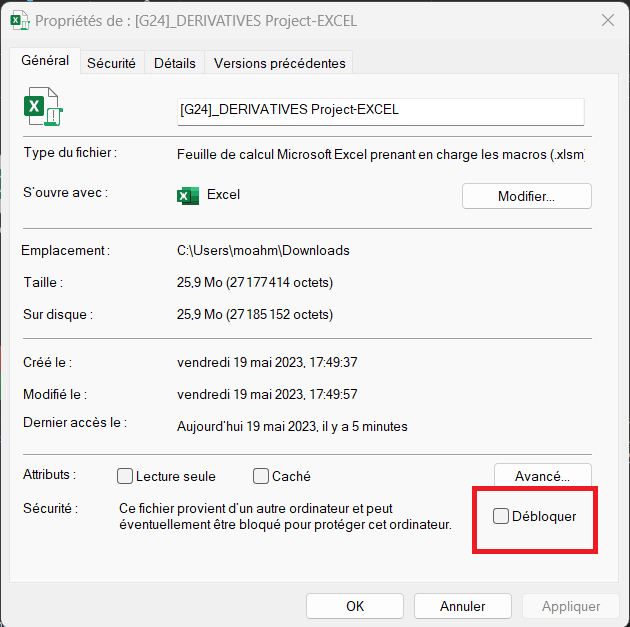 Propriétés de : [G24]_DERIVATIVES Project-EXCEL
Général Sécurité Détails Versions précédentes
[G24]_DERIVATIVES Project-EXCEL
Type du fichier : Feuille de calcul Microsoft Excel prenant en charge les macros (.xlsm)
S'ouvre avec : Excel Modifier...
Emplacement : C:\Users\moahm\Downloads
Taille : 25,9 Mo (27 177 414 octets)
Sur disque : 25,9 Mo (27 185 152 octets)
Créé le : vendredi 19 mai 2023, 17:49:37
Modifié le : vendredi 19 mai 2023, 17:49:57
Dernier accès le : Aujourd'hui 19 mai 2023, il y a 5 minutes
Attributs : Lecture seule Caché Avancé...
Sécurité : Ce fichier provient d'un autre ordinateur et peut
éventuellement être bloqué pour protéger cet ordinateur. Débloquer
OK Annuler Appliquer